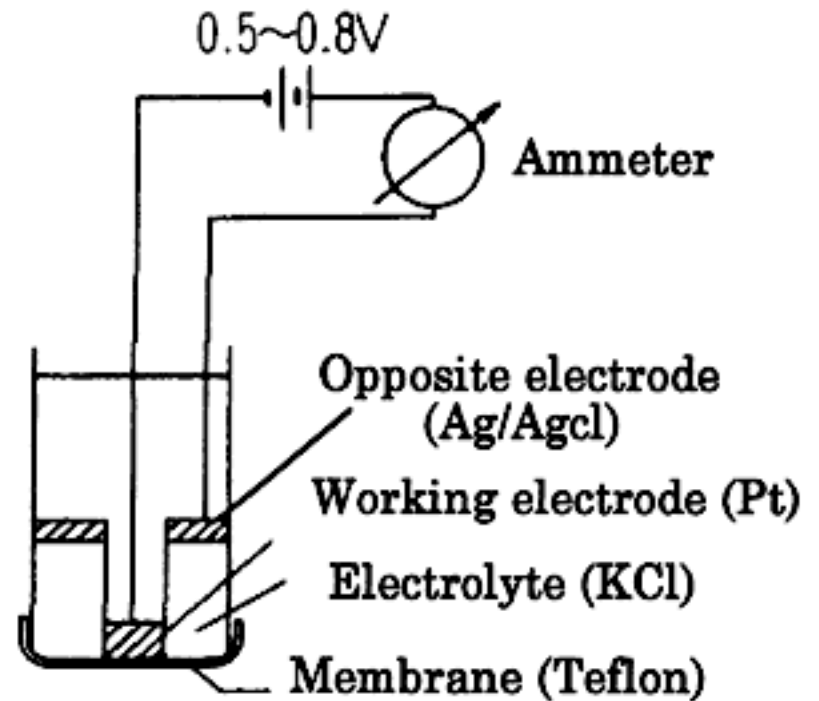 0.5~0.8V
Ammeter
Opposite electrode
(Ag/Agcl)
Working electrode (Pt)
Electrolyte (KCl)
Membrane (Teflon)